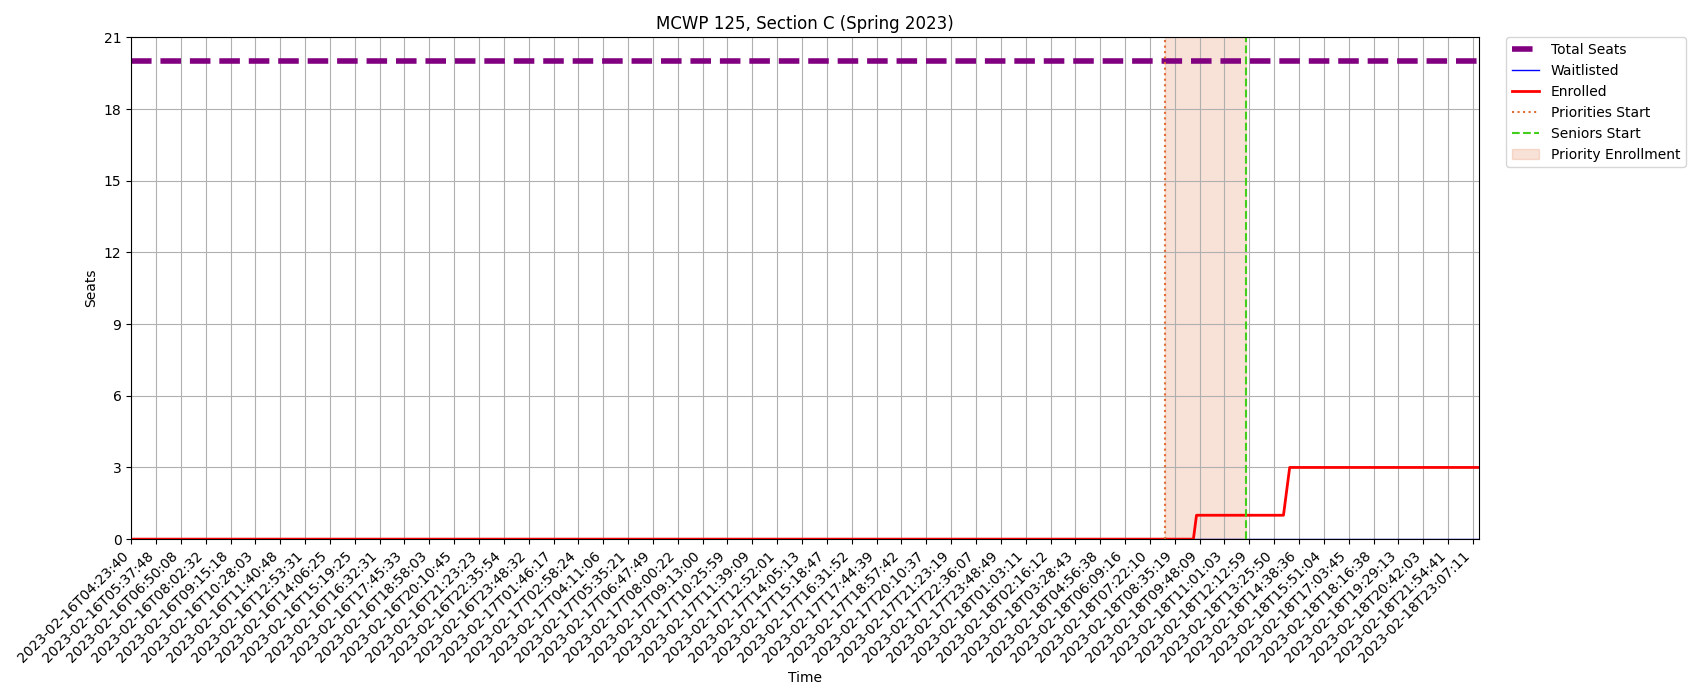 MCWP 125, Section C (Spring 2023)
21
18
15
12
9
6
3
0
Seats
2023-02-16T04:23:40
2023-02-16T05:37:48
2023-02-16T06:50:08
2023-02-16T08:02:32
2023-02-16T09:15:18
2023-02-16T10:28:03
2023-02-16T11:40:48
2023-02-16T12:53:31
2023-02-16T14:06:25
2023-02-16T15:19:25
2023-02-16T16:32:31
2023-02-16T17:45:33
2023-02-16T18:58:03
2023-02-16T20:10:45
2023-02-16T21:23:23
2023-02-16T22:35:54
2023-02-16T23:48:32
2023-02-17T01:46:17
2023-02-17T02:58:24
2023-02-17T04:11:06
2023-02-17T05:35:21
2023-02-17T06:47:49
2023-02-17T08:00:22
2023-02-17T09:13:00
2023-02-17T10:25:59
2023-02-17T11:39:09
2023-02-17T12:52:01
2023-02-17T14:05:13
2023-02-17T15:18:47
2023-02-17T16:31:52
2023-02-17T17:44:39
2023-02-17T18:57:42
2023-02-17T20:10:37
2023-02-17T21:23:19
2023-02-17T22:36:07
2023-02-17T23:48:49
2023-02-18T01:03:11
2023-02-18T02:16:12
2023-02-18T03:28:43
2023-02-18T04:56:38
2023-02-18T06:09:16
2023-02-18T07:22:10
2023-02-18T08:35:19
2023-02-18T09:48:09
2023-02-18T11:01:03
2023-02-18T12:12:59
2023-02-18T13:25:50
2023-02-18T14:38:36
2023-02-18T15:51:04
2023-02-18T17:03:45
2023-02-18T18:16:38
2023-02-18T19:29:13
2023-02-18T20:42:03
2023-02-18T21:54:41
2023-02-18T23:07:11
Time
Total Seats
Waitlisted
Enrolled
Priorities Start
Seniors Start
Priority Enrollment